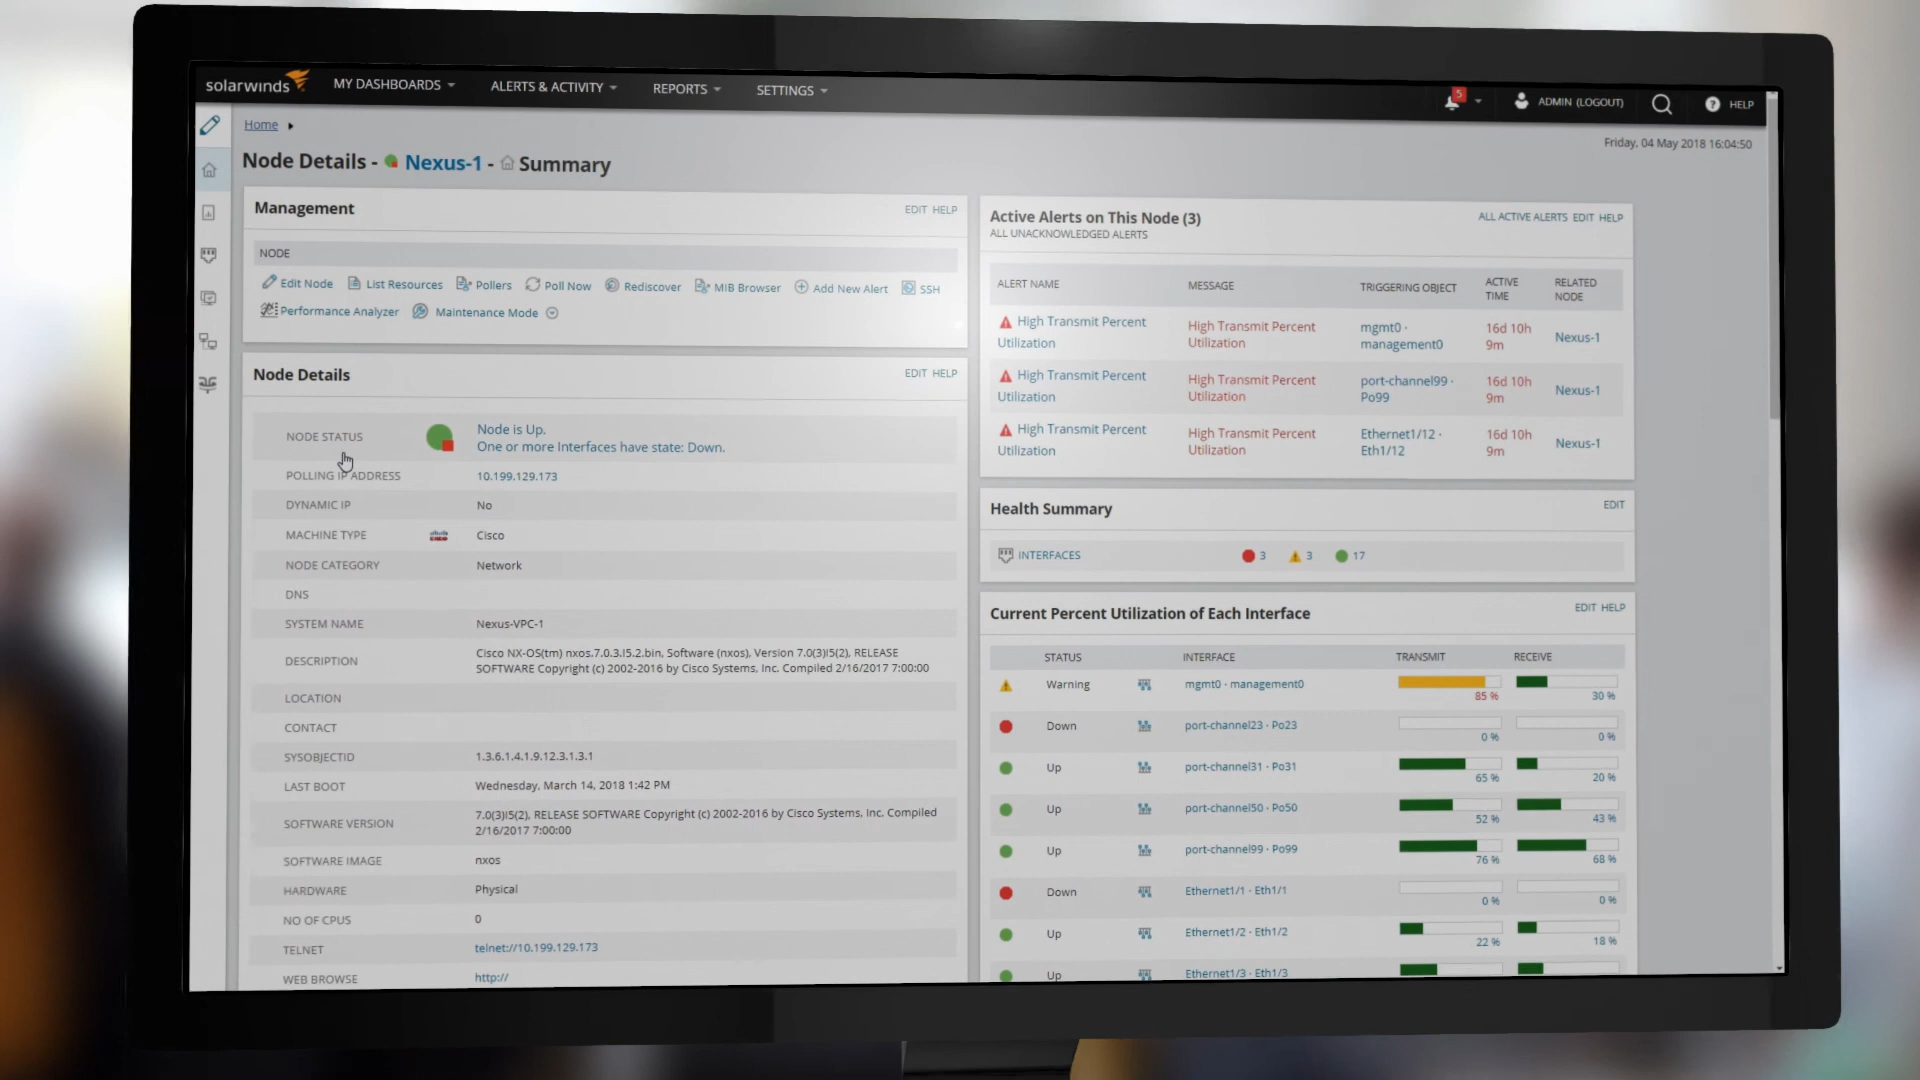 solarwinds MY DASHBOARDS ALERTS & ACTIVITY REPORTS SETTINGS 5 ADMIN (LOGOUT) HELP
Home
Friday, 04 May 2018 16:04:50
Node Details - Nexus-1 - Summary
Management EDIT HELP
NODE
Edit Node List Resources Pollers Poll Now Rediscover MIB Browser Add New Alert SSH
Performance Analyzer Maintenance Mode
Node Details EDIT HELP
NODE STATUS Node is Up.
One or more Interfaces have state: Down.
POLLING IP ADDRESS 10.199.129.173
DYNAMIC IP No
MACHINE TYPE Cisco
NODE CATEGORY Network
DNS
SYSTEM NAME Nexus-VPC-1
DESCRIPTION Cisco NX-OS(tm) nxos.7.0.3.I5.2.bin, Software (nxos), Version 7.0(3)I5(2), RELEASE
SOFTWARE Copyright (c) 2002-2016 by Cisco Systems, Inc. Compiled 2/16/2017 7:00:00
LOCATION
CONTACT
SYSOBJECTID 1.3.6.1.4.1.9.12.3.1.3.1
LAST BOOT Wednesday, March 14, 2018 1:42 PM
SOFTWARE VERSION 7.0(3)I5(2), RELEASE SOFTWARE Copyright (c) 2002-2016 by Cisco Systems, Inc. Compiled
2/16/2017 7:00:00
SOFTWARE IMAGE nxos
HARDWARE Physical
NO OF CPUS 0
TELNET telnet://10.199.129.173
WEB BROWSE http://
Active Alerts on This Node (3) ALL ACTIVE ALERTS EDIT HELP
ALL UNACKNOWLEDGED ALERTS
ALERT NAME MESSAGE TRIGGERING OBJECT ACTIVE TIME RELATED NODE
High Transmit Percent High Transmit Percent mgmt0 · 16d 10h Nexus-1
Utilization Utilization management0 9m
High Transmit Percent High Transmit Percent port-channel99 · 16d 10h Nexus-1
Utilization Utilization Po99 9m
High Transmit Percent High Transmit Percent Ethernet1/12 · 16d 10h Nexus-1
Utilization Utilization Eth1/12 9m
Health Summary EDIT
INTERFACES 3 3 17
Current Percent Utilization of Each Interface EDIT HELP
STATUS INTERFACE TRANSMIT RECEIVE
Warning mgmt0 · management0 85 % 30 %
Down port-channel23 · Po23 0 % 0 %
Up port-channel31 · Po31 65 % 20 %
Up port-channel50 · Po50 52 % 43 %
Up port-channel99 · Po99 76 % 68 %
Down Ethernet1/1 · Eth1/1 0 % 0 %
Up Ethernet1/2 · Eth1/2 22 % 18 %
Up Ethernet1/3 · Eth1/3